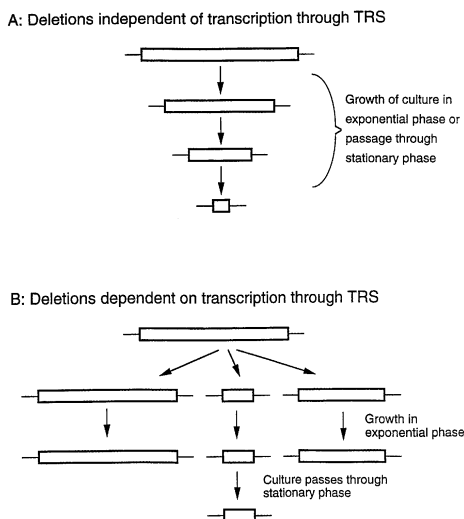 A: Deletions independent of transcription through TRS
Growth of culture in
exponential phase or
passage through
stationary phase
B: Deletions dependent on transcription through TRS
Growth in
exponential phase
Culture passes through
stationary phase